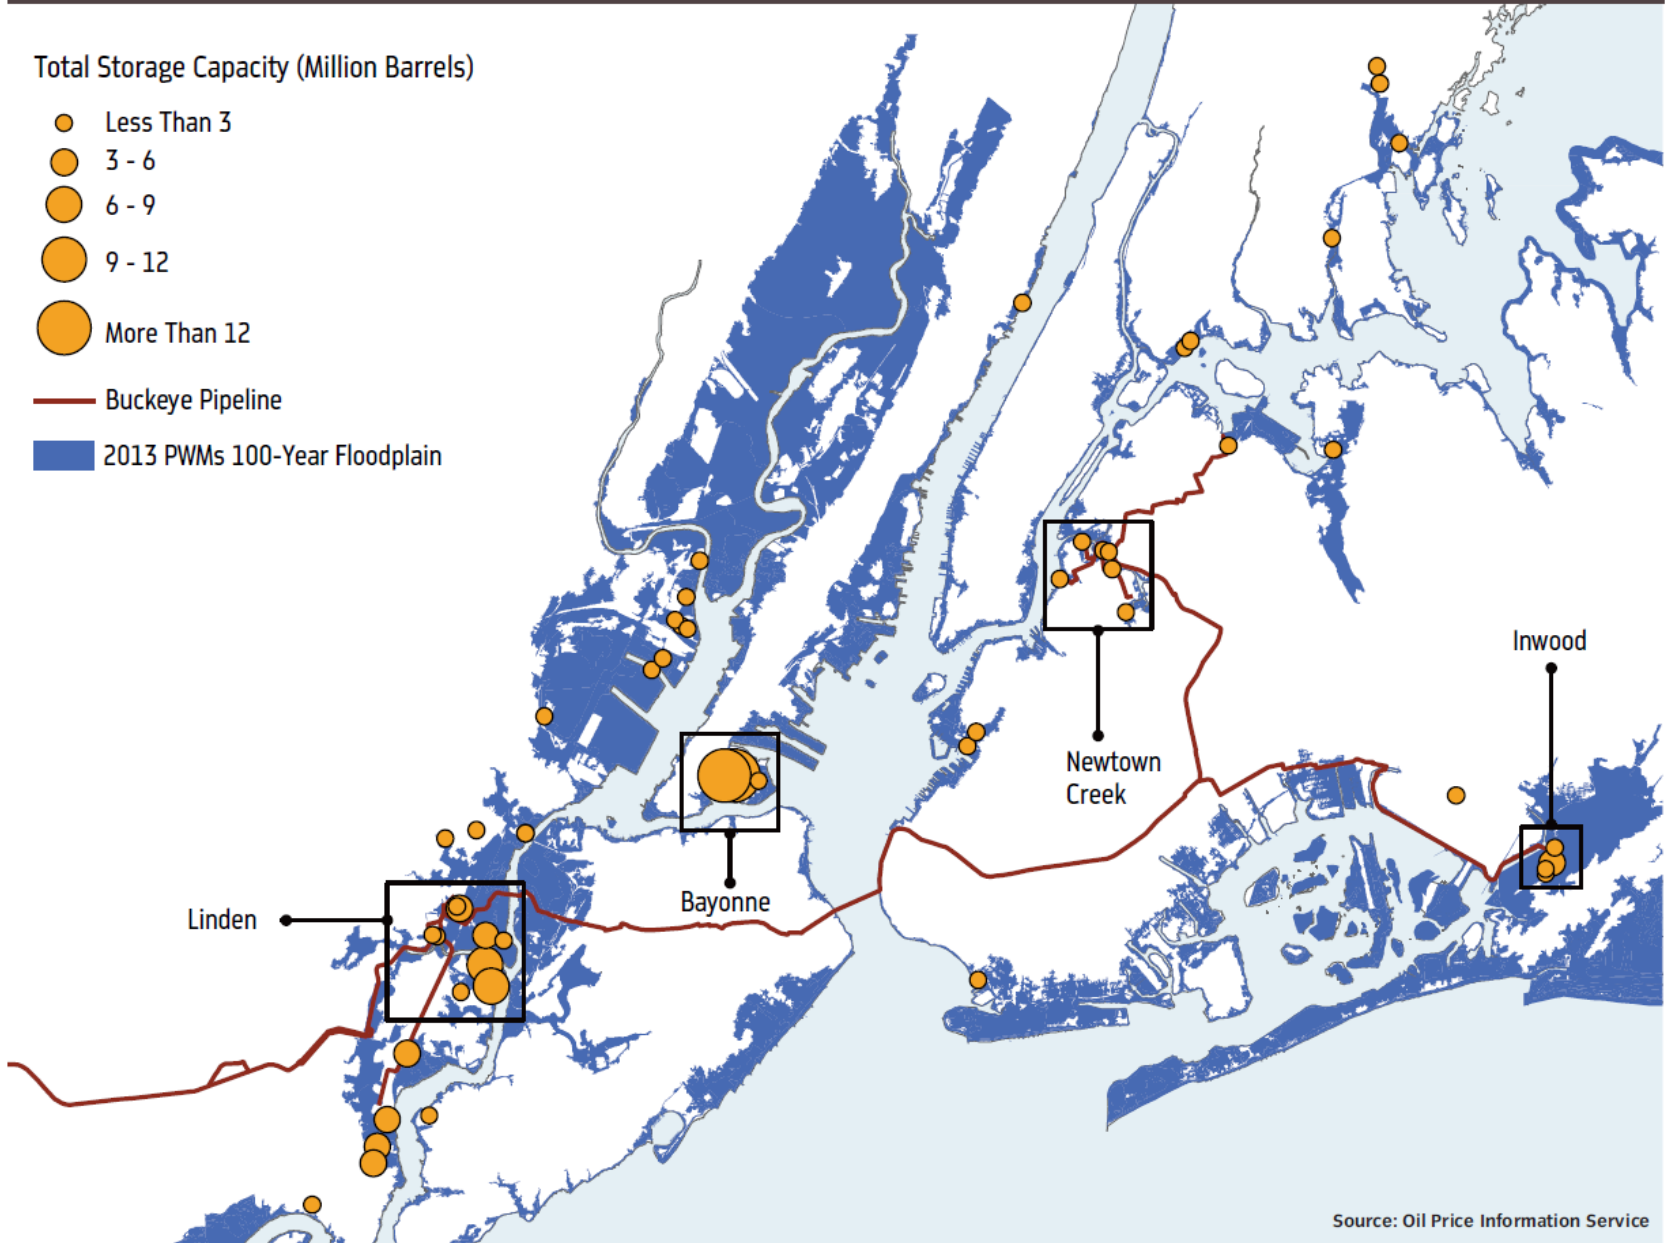 Total Storage Capacity (Million Barrels)
Less Than 3
3 - 6
6 - 9
9 - 12
More Than 12
Buckeye Pipeline
2013 PWMs 100-Year Floodplain
Inwood
Newtown
Creek
Bayonne
Linden
Source: Oil Price Information Service